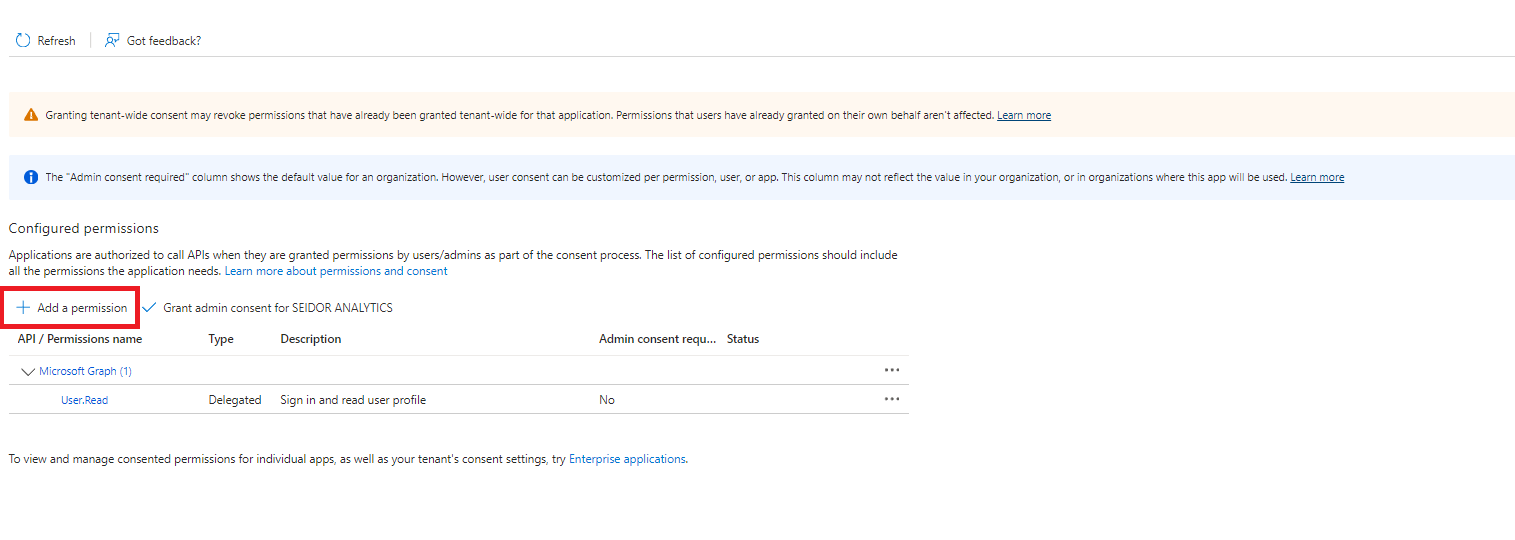 Refresh Got feedback?
Granting tenant-wide consent may revoke permissions that have already been granted tenant-wide for that application. Permissions that users have already granted on their own behalf aren't affected. Learn more
The "Admin consent required" column shows the default value for an organization. However, user consent can be customized per permission, user, or app. This column may not reflect the value in your organization, or in organizations where this app will be used. Learn more
Configured permissions
Applications are authorized to call APIs when they are granted permissions by users/admins as part of the consent process. The list of configured permissions should include
all the permissions the application needs. Learn more about permissions and consent
Add a permission Grant admin consent for SEIDOR ANALYTICS
API / Permissions name Type Description Admin consent requ... Status
Microsoft Graph (1)
User.Read Delegated Sign in and read user profile No
To view and manage consented permissions for individual apps, as well as your tenant's consent settings, try Enterprise applications.